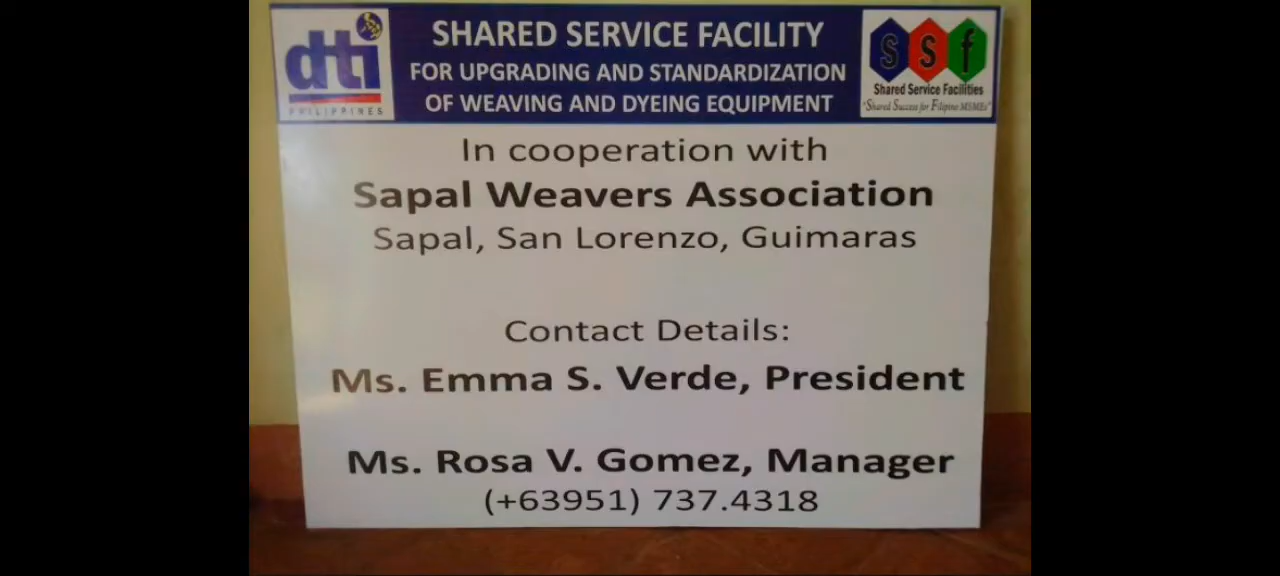 dti
PHILIPPINES
SHARED SERVICE FACILITY
FOR UPGRADING AND STANDARDIZATION
OF WEAVING AND DYEING EQUIPMENT
SSf
Shared Service Facilities
"Shared Success for Filipino MSMEs"
In cooperation with
Sapal Weavers Association
Sapal, San Lorenzo, Guimaras
Contact Details:
Ms. Emma S. Verde, President
Ms. Rosa V. Gomez, Manager
(+63951) 737.4318